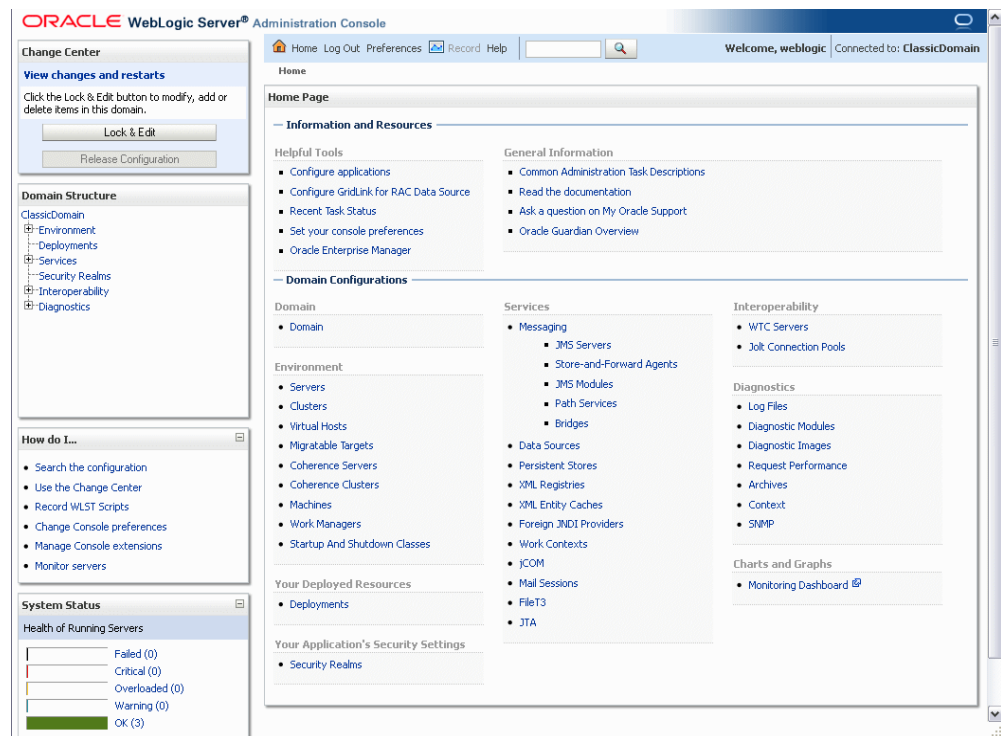 ORACLE WebLogic Server® Administration Console
Change Center
View changes and restarts
Click the Lock & Edit button to modify, add or
delete items in this domain.
Lock & Edit
Release Configuration
Domain Structure
ClassicDomain
Environment
Deployments
Services
Security Realms
Interoperability
Diagnostics
How do I...
Search the configuration
Use the Change Center
Record WLST Scripts
Change Console preferences
Manage Console extensions
Monitor servers
System Status
Health of Running Servers
Failed (0)
Critical (0)
Overloaded (0)
Warning (0)
OK (3)
Home Log Out Preferences Record Help
Welcome, weblogic Connected to: ClassicDomain
Home
Home Page
Information and Resources
Helpful Tools
Configure applications
Configure GridLink for RAC Data Source
Recent Task Status
Set your console preferences
Oracle Enterprise Manager
General Information
Common Administration Task Descriptions
Read the documentation
Ask a question on My Oracle Support
Oracle Guardian Overview
Domain Configurations
Domain
Domain
Environment
Servers
Clusters
Virtual Hosts
Migratable Targets
Coherence Servers
Coherence Clusters
Machines
Work Managers
Startup And Shutdown Classes
Your Deployed Resources
Deployments
Your Application's Security Settings
Security Realms
Services
Messaging
JMS Servers
Store-and-Forward Agents
JMS Modules
Path Services
Bridges
Data Sources
Persistent Stores
XML Registries
XML Entity Caches
Foreign JNDI Providers
Work Contexts
jCOM
Mail Sessions
FileT3
JTA
Interoperability
WTC Servers
Jolt Connection Pools
Diagnostics
Log Files
Diagnostic Modules
Diagnostic Images
Request Performance
Archives
Context
SNMP
Charts and Graphs
Monitoring Dashboard